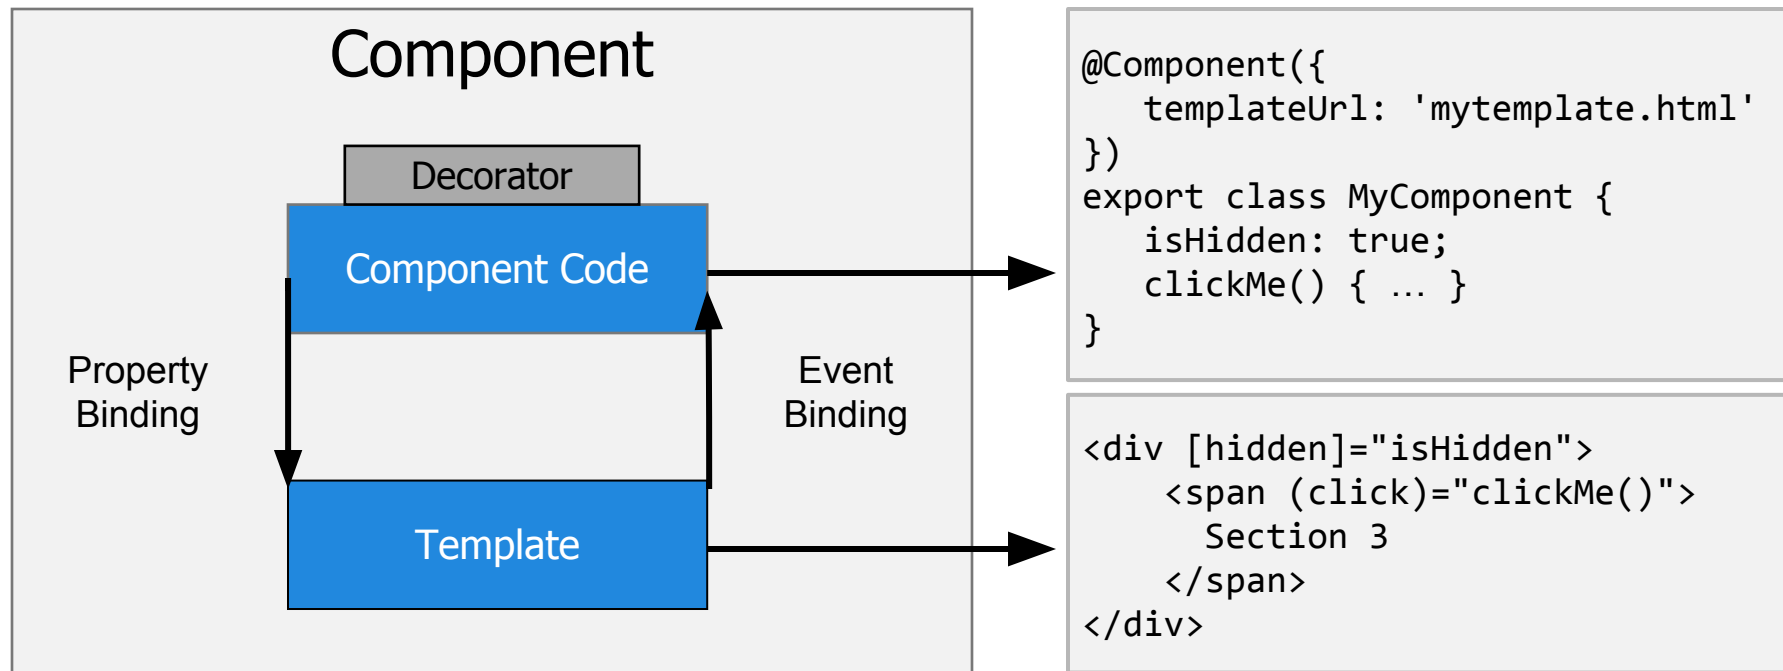 Component
Decorator
Component Code
Property
Binding
Event
Binding
Template
@Component({
   templateUrl: 'mytemplate.html'
})
export class MyComponent {
   isHidden: true;
   clickMe() { … }
}
<div [hidden]="isHidden">
    <span (click)="clickMe()">
      Section 3
    </span>
</div>